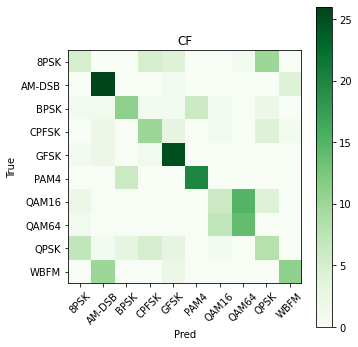 CF
True
8PSK
AM-DSB
BPSK
CPFSK
GFSK
PAM4
QAM16
QAM64
QPSK
WBFM
8PSK
AM-DSB
BPSK
CPFSK
GFSK
PAM4
QAM16
QAM64
QPSK
WBFM
Pred
25
20
15
10
5
0